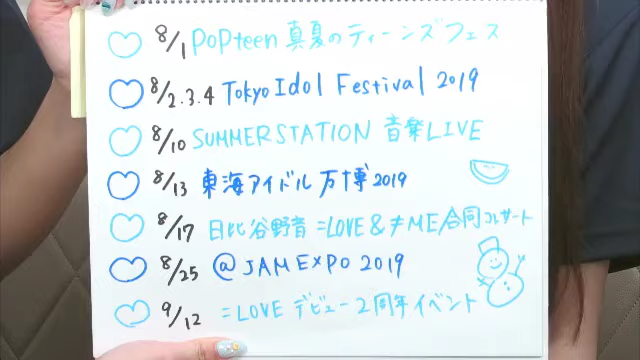 8/1 POPteen 真夏のティーンズフェス
8/2.3.4 Tokyo Idol Festival 2019
8/10 SUMMER STATION 音楽LIVE
8/13 東海アイドル万博2019
8/17 日比谷野音 =LOVE&≠ME合同コンサート
8/25 @JAM EXPO 2019
9/12 =LOVE デビュー2周年イベント